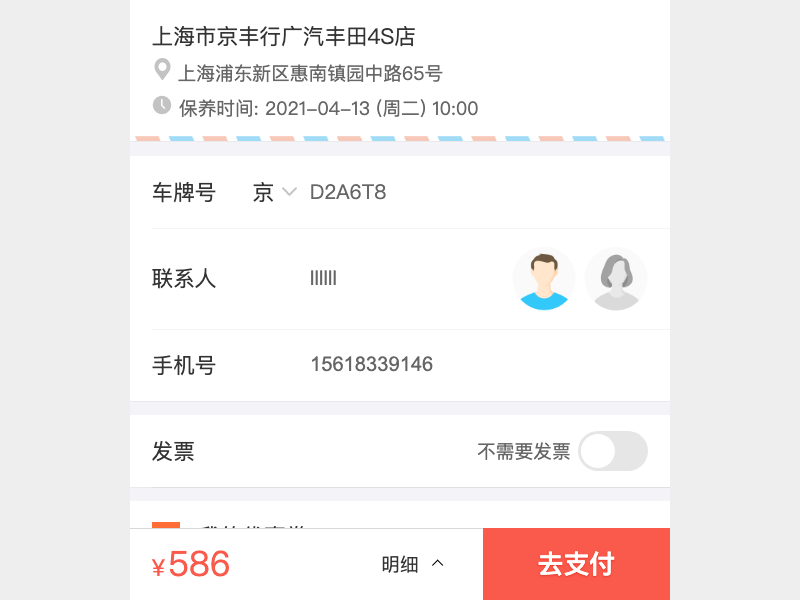 上海市京丰行广汽丰田4S店
上海浦东新区惠南镇园中路65号
保养时间: 2021-04-13 (周二) 10:00
车牌号 京 D2A6T8
联系人 llllll
手机号 15618339146
发票 不需要发票
¥586 明细 去支付